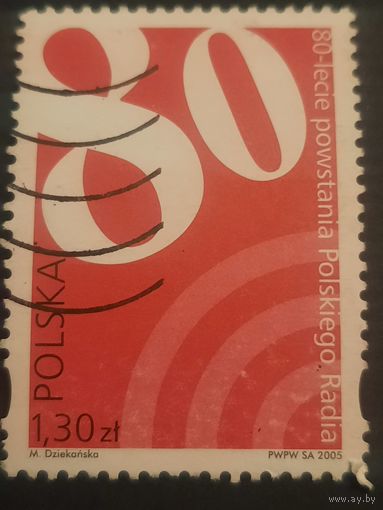 80
80-lecie powstania Polskiego Radia
POLSKA
1,30 zł
M. Dziekańska
PWPW SA 2005
www.ay.by